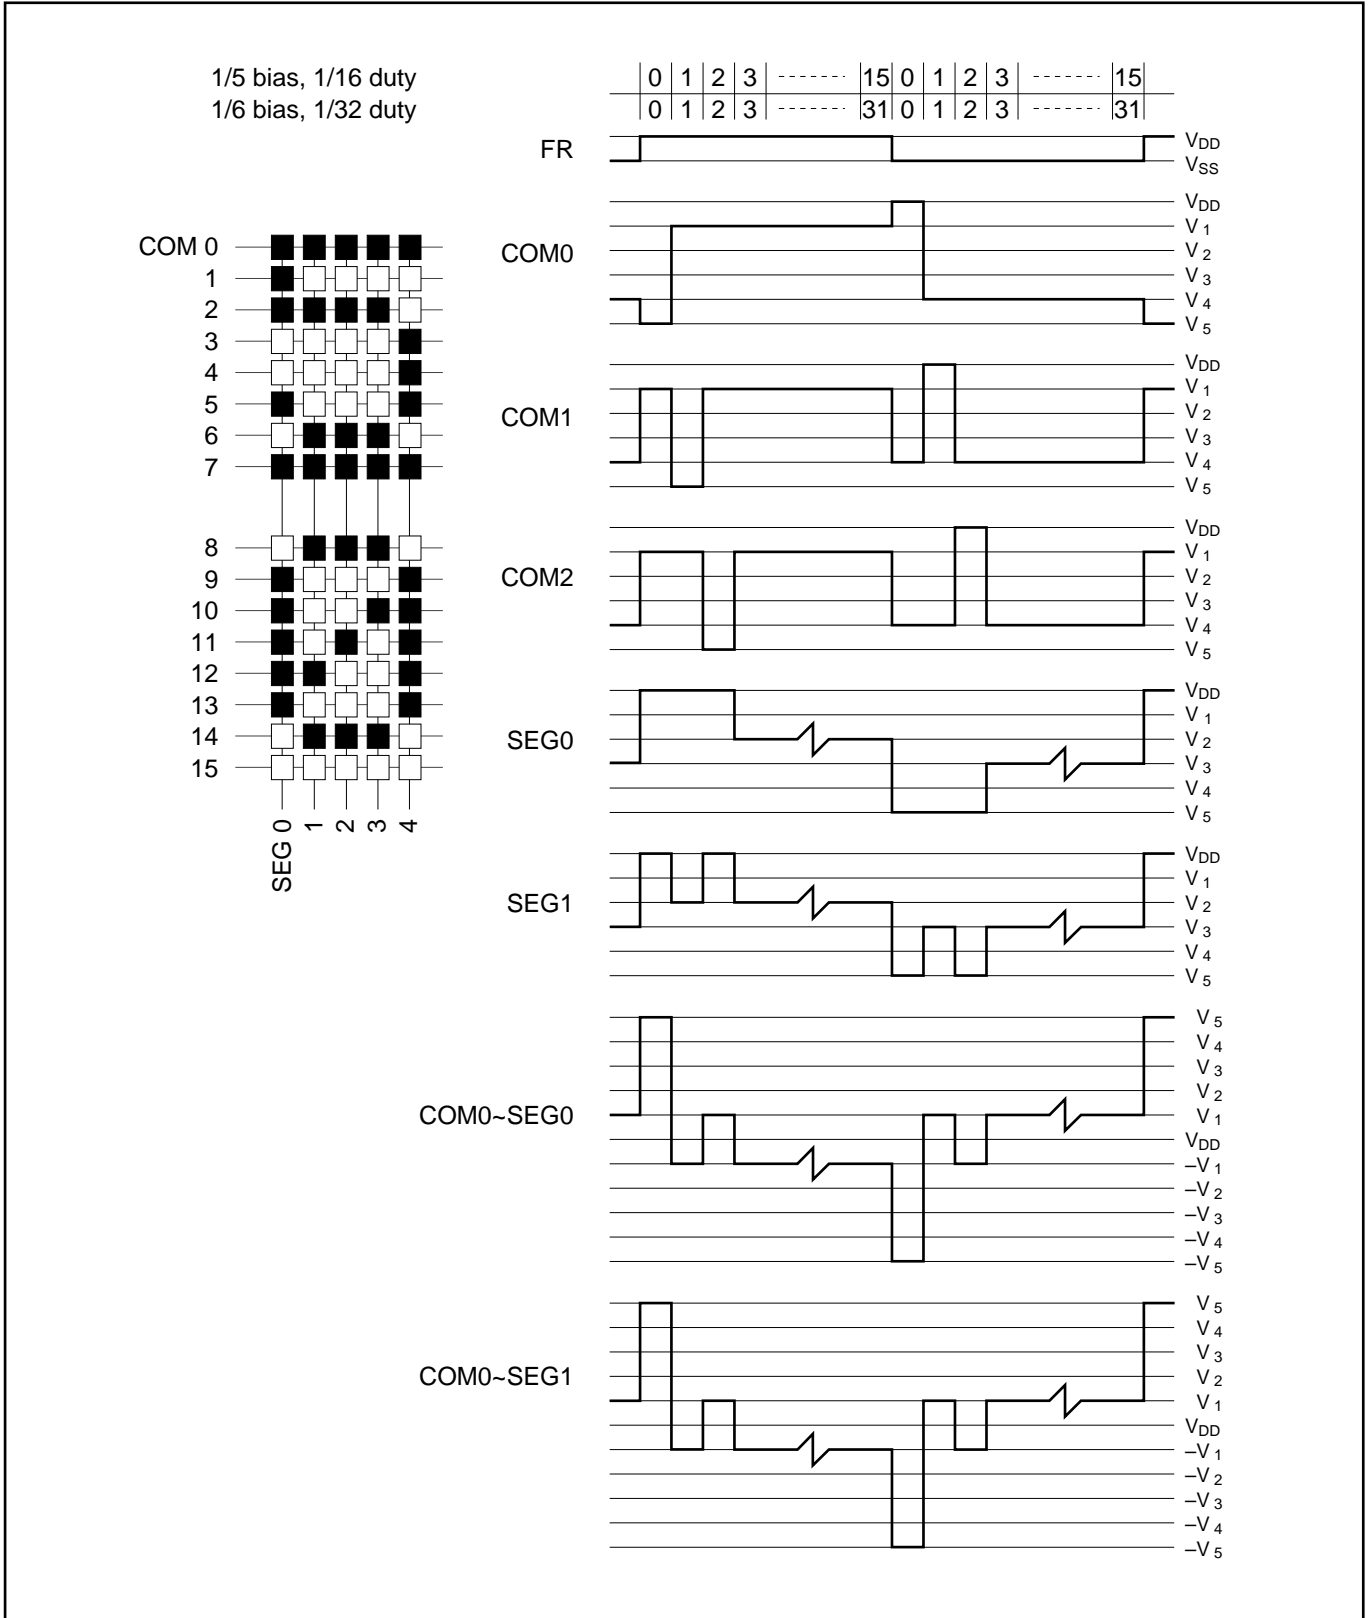 1/5 bias, 1/16 duty
0 1 2 3 15 0 1 2 3 15
1/6 bias, 1/32 duty
0 1 2 3 31 0 1 2 3 31
FR
VDD
VSS
COM 0
1
2
3
4
5
6
7
8
9
10
11
12
13
14
15
SEG 0
1
2
3
4
COM0
VDD
V1
V2
V3
V4
V5
COM1
VDD
V1
V2
V3
V4
V5
COM2
VDD
V1
V2
V3
V4
V5
SEG0
VDD
V1
V2
V3
V4
V5
SEG1
VDD
V1
V2
V3
V4
V5
COM0~SEG0
V5
V4
V3
V2
V1
VDD
–V1
–V2
–V3
–V4
–V5
COM0~SEG1
V5
V4
V3
V2
V1
VDD
–V1
–V2
–V3
–V4
–V5